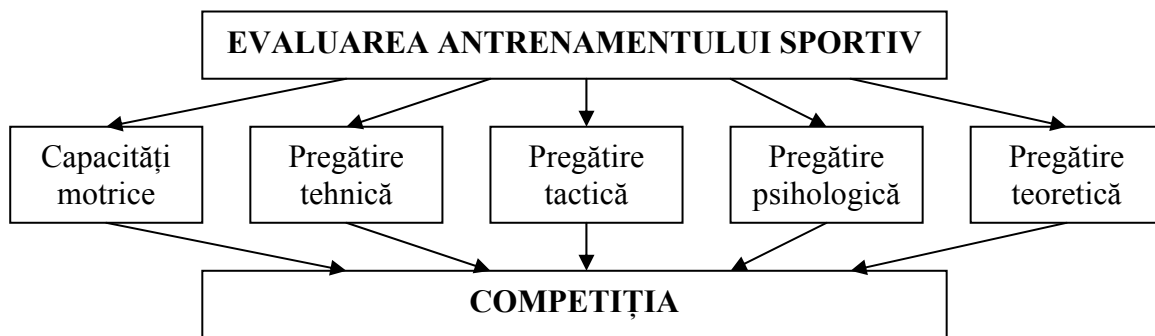 EVALUAREA ANTRENAMENTULUI SPORTIV
Capacități
motrice
Pregătire
tehnică
Pregătire
tactică
Pregătire
psihologică
Pregătire
teoretică
COMPETIȚIA